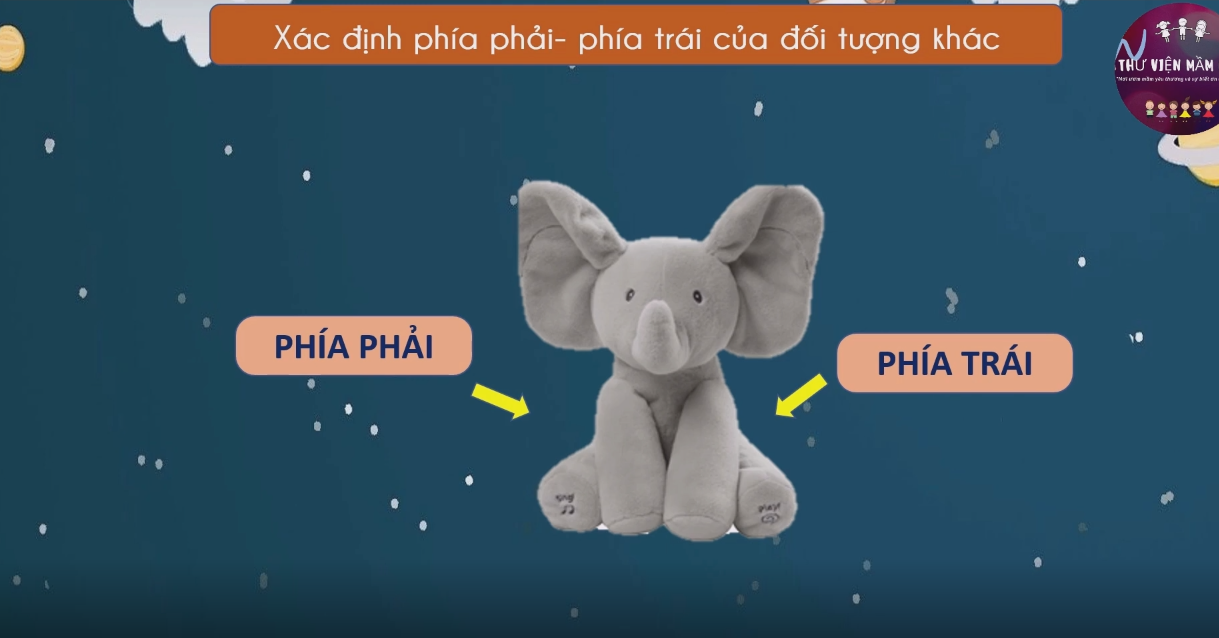 Xác định phía phải- phía trái của đối tượng khác
THƯ VIỆN MẦM
PHÍA PHẢI
PHÍA TRÁI